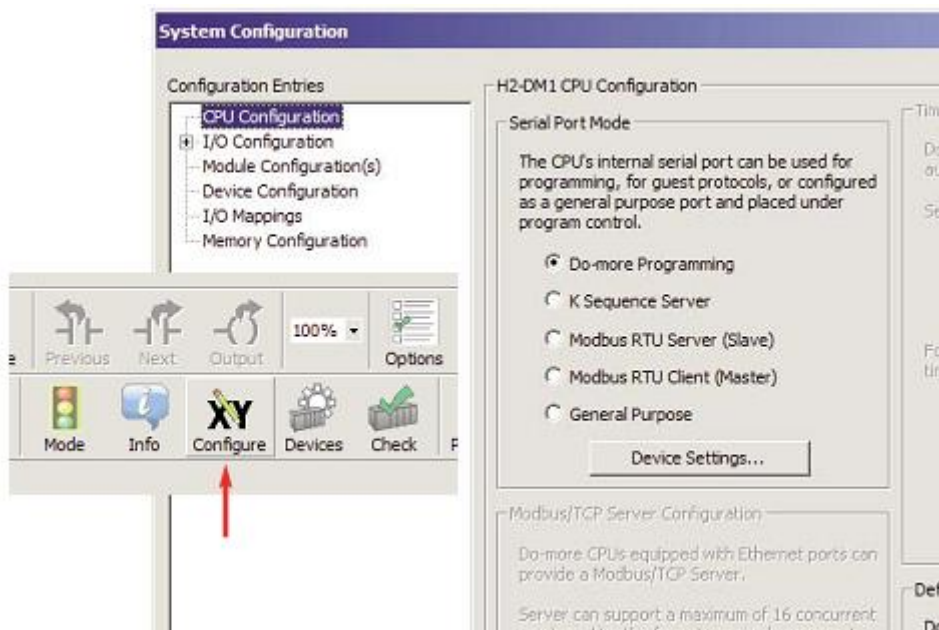 System Configuration
Configuration Entries
CPU Configuration
I/O Configuration
Module Configuration(s)
Device Configuration
I/O Mappings
Memory Configuration
Previous
Next
Output
100%
Options
Mode
Info
XY
Configure
Devices
Check
H2-DM1 CPU Configuration
Serial Port Mode
The CPU's internal serial port can be used for
programming, for guest protocols, or configured
as a general purpose port and placed under
program control.
Do-more Programming
K Sequence Server
Modbus RTU Server (Slave)
Modbus RTU Client (Master)
General Purpose
Device Settings...
Modbus/TCP Server Configuration
Do-more CPUs equipped with Ethernet ports can
provide a Modbus/TCP Server.
Server can support a maximum of 16 concurrent